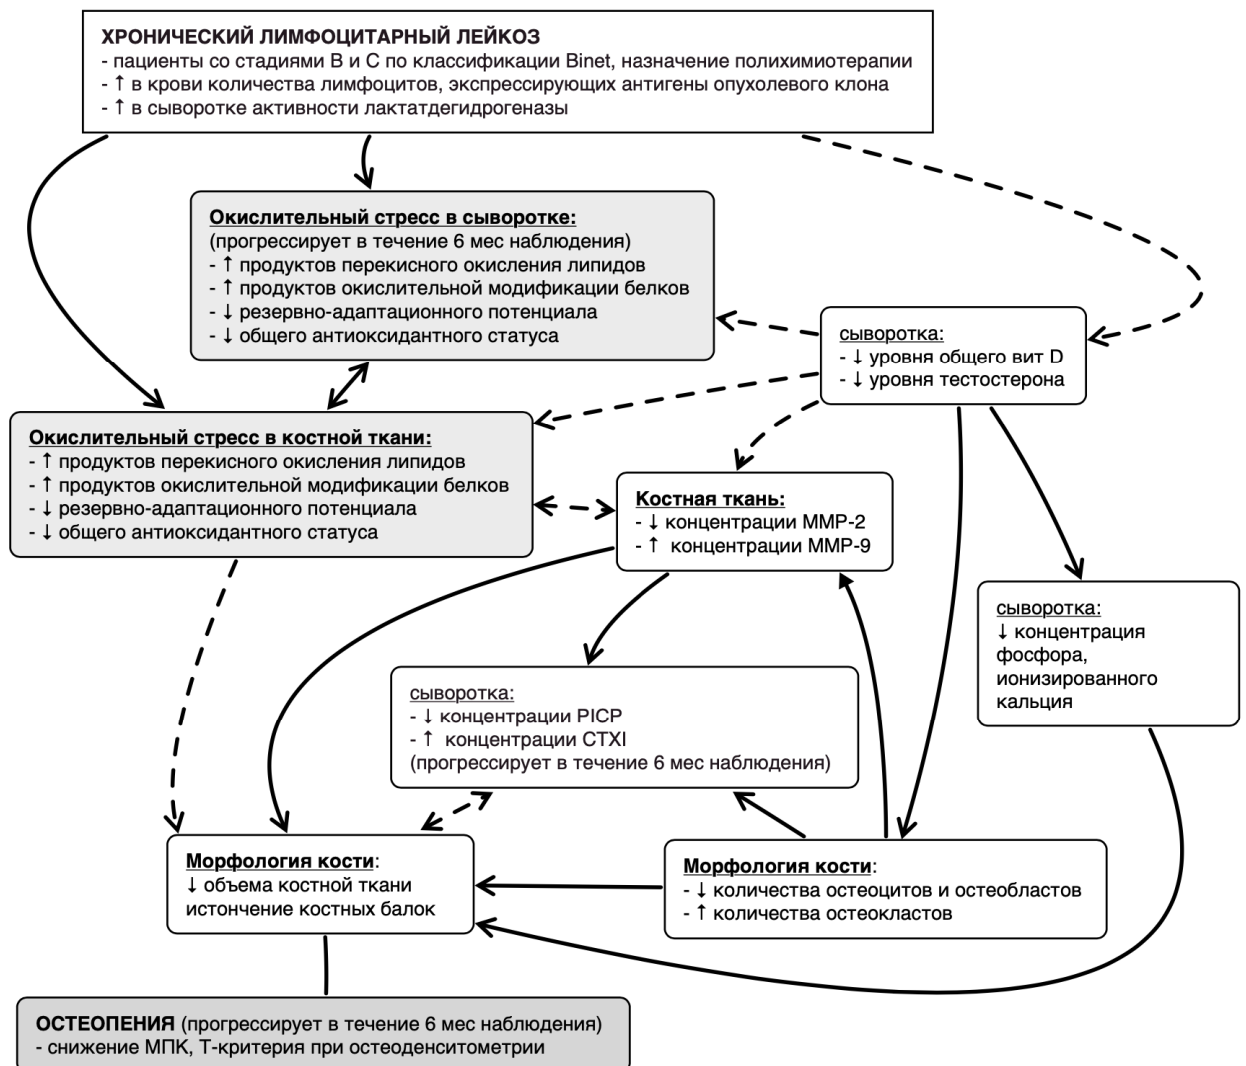 ХРОНИЧЕСКИЙ ЛИМФОЦИТАРНЫЙ ЛЕЙКОЗ
- пациенты со стадиями B и C по классификации Binet, назначение полихимиотерапии
- ↑ в крови количества лимфоцитов, экспрессирующих антигены опухолевого клона
- ↑ в сыворотке активности лактатдегидрогеназы
Окислительный стресс в сыворотке:
(прогрессирует в течение 6 мес наблюдения)
- ↑ продуктов перекисного окисления липидов
- ↑ продуктов окислительной модификации белков
- ↓ резервно-адаптационного потенциала
- ↓ общего антиоксидантного статуса
сыворотка:
- ↓ уровня общего вит D
- ↓ уровня тестостерона
Окислительный стресс в костной ткани:
- ↑ продуктов перекисного окисления липидов
- ↑ продуктов окислительной модификации белков
- ↓ резервно-адаптационного потенциала
- ↓ общего антиоксидантного статуса
Костная ткань:
- ↓ концентрации ММР-2
- ↑ концентрации ММР-9
сыворотка:
↓ концентрация
фосфора,
ионизированного
кальция
сыворотка:
- ↓ концентрации PICP
- ↑ концентрации CTXI
(прогрессирует в течение 6 мес наблюдения)
Морфология кости:
↓ объема костной ткани
истончение костных балок
Морфология кости:
- ↓ количества остеоцитов и остеобластов
- ↑ количества остеокластов
ОСТЕОПЕНИЯ (прогрессирует в течение 6 мес наблюдения)
- снижение МПК, Т-критерия при остеоденситометрии